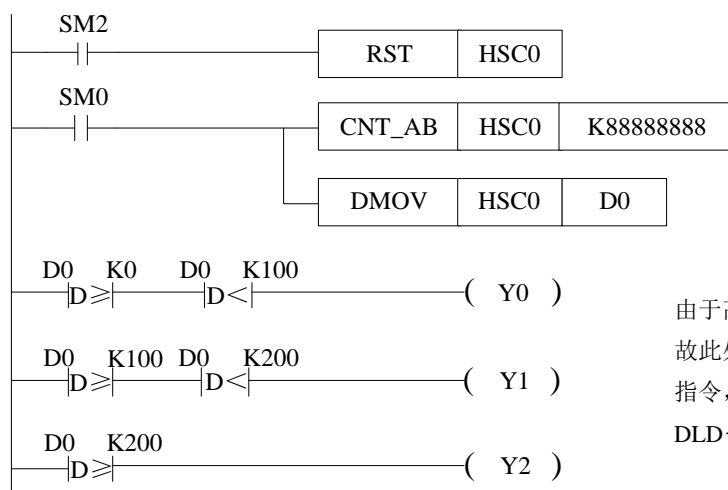 SM2
RST HSC0
SM0
CNT_AB HSC0 K88888888
DMOV HSC0 D0
D0 K0 D0 K100
D≥ D< ( Y0 )
D0 K100 D0 K200
D≥ D< ( Y1 )
D0 K200
D≥ ( Y2 )
由于
故此
指令，
DLD